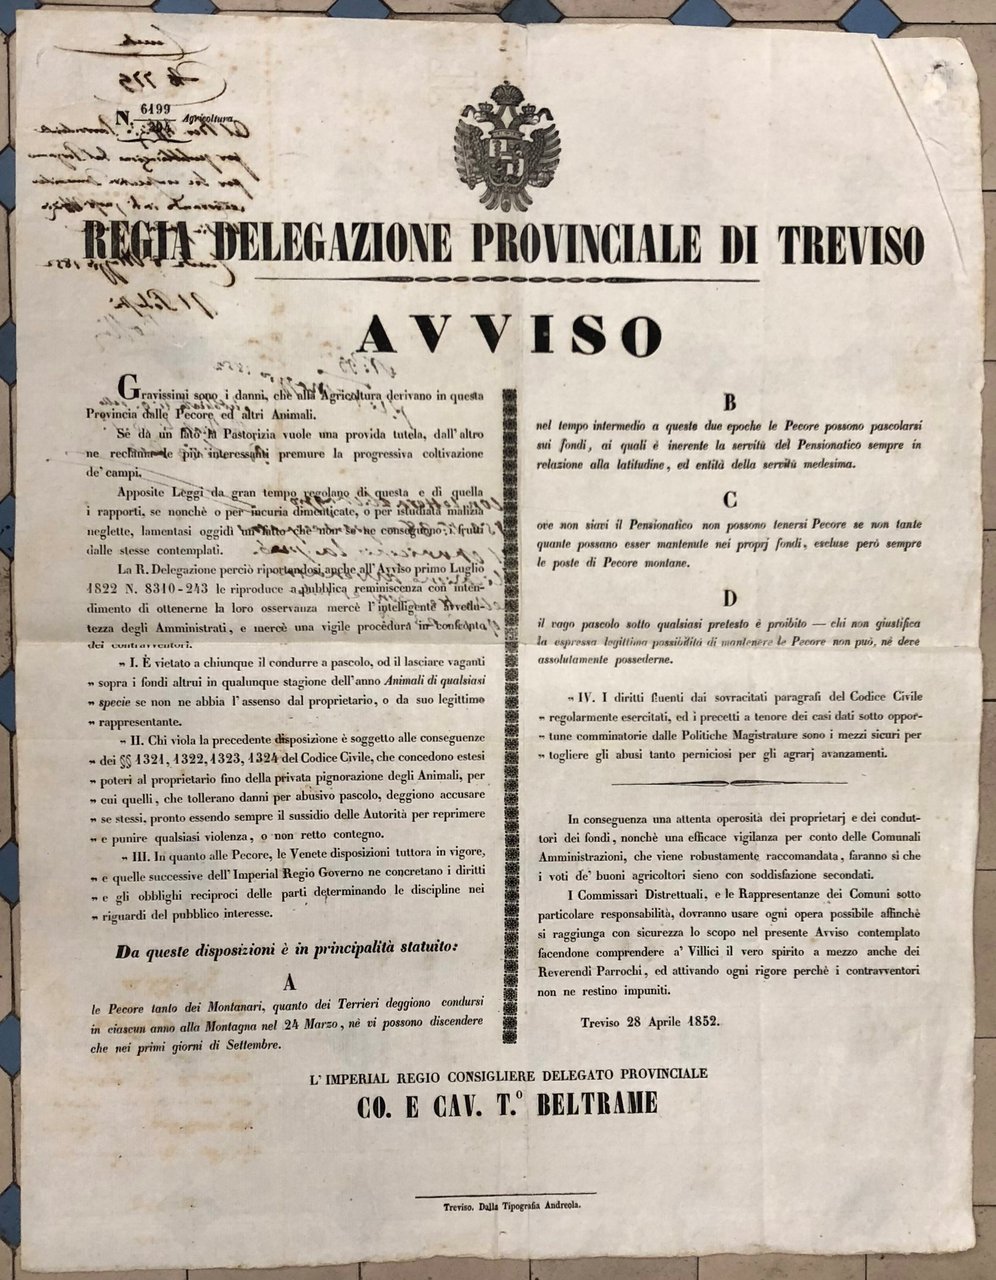 N. 6199
Agricoltura.
REGIA DELEGAZIONE PROVINCIALE DI TREVISO
AVVISO
Gravissimi sono i danni, che alla Agricoltura derivano in questa
Provincia dalle Pecore ed altri Animali.
Se da un lato la Pastorizia vuole una provida tutela, dall'altro
ne reclama le più interessanti premure la progressiva coltivazione
de' campi.
Apposite Leggi da gran tempo regolano di questa e di quella
i rapporti, se nonchè o per incuria dimenticate, o per istudiata malizia
neglette, lamentasi oggidì un fatto che non se ne conseguono i frutti
dalle stesse contemplati.
La R. Delegazione perciò riportandosi anche all'Avviso primo Luglio
1822 N. 8310-243 le riproduce a pubblica reminiscenza con inten-
dimento di ottenerne la loro osservanza mercè l'intelligente avvedu-
tezza degli Amministrati, e mercè una vigile procedura in confronto
dei contravventori.
„ I. È vietato a chiunque il condurre a pascolo, od il lasciare vaganti
„ sopra i fondi altrui in qualunque stagione dell'anno Animali di qualsiasi
„ specie se non ne abbia l'assenso dal proprietario, o da suo legittimo
„ rappresentante.
„ II. Chi viola la precedente disposizione è soggetto alle conseguenze
„ dei §§ 1321, 1322, 1323, 1324 del Codice Civile, che concedono estesi
„ poteri al proprietario fino della privata pignorazione degli Animali, per
„ cui quelli, che tollerano danni per abusivo pascolo, deggiono accusare
„ se stessi, pronto essendo sempre il sussidio delle Autorità per reprimere
„ e punire qualsiasi violenza, o non retto contegno.
„ III. In quanto alle Pecore, le Venete disposizioni tuttora in vigore,
„ e quelle successive dell'Imperial Regio Governo ne concretano i diritti
„ e gli obblighi reciproci delle parti determinando le discipline nei
„ riguardi del pubblico interesse.
Da queste disposizioni è in principalità statuito:
A
le Pecore tanto dei Montanari, quanto dei Terrieri deggiono condursi
in ciascun anno alla Montagna nel 24 Marzo, nè vi possono discendere
che nei primi giorni di Settembre.
B
nel tempo intermedio a queste due epoche le Pecore possono pascolarsi
sui fondi, ai quali è inerente la servitù del Pensionatico sempre in
relazione alla latitudine, ed entità della servitù medesima.
C
ove non siavi il Pensionatico non possono tenersi Pecore se non tante
quante possano esser mantenute nei proprj fondi, escluse però sempre
le poste di Pecore montane.
D
il vago pascolo sotto qualsiasi pretesto è proibito — chi non giustifica
la espressa legittima possibilità di mantenere le Pecore non può, nè deve
assolutamente possederne.
„ IV. I diritti fluenti dai sovracitati paragrafi del Codice Civile
„ regolarmente esercitati, ed i precetti a tenore dei casi dati sotto oppor-
„ tune comminatorie dalle Politiche Magistrature sono i mezzi sicuri per
„ togliere gli abusi tanto perniciosi per gli agrarj avanzamenti.
In conseguenza una attenta operosità dei proprietarj e dei condut-
tori dei fondi, nonchè una efficace vigilanza per conto delle Comunali
Amministrazioni, che viene robustamente raccomandata, faranno sì che
i voti de' buoni agricoltori sieno con soddisfazione secondati.
I Commissari Distrettuali, e le Rappresentanze dei Comuni sotto
particolare responsabilità, dovranno usare ogni opera possibile affinchè
si raggiunga con sicurezza lo scopo nel presente Avviso contemplato
facendone comprendere a' Villici il vero spirito a mezzo anche dei
Reverendi Parrochi, ed attivando ogni rigore perchè i contravventori
non ne restino impuniti.
Treviso 28 Aprile 1852.
L'IMPERIAL REGIO CONSIGLIERE DELEGATO PROVINCIALE
CO. E CAV. T.º BELTRAME
Treviso. Dalla Tipografia Andreola.